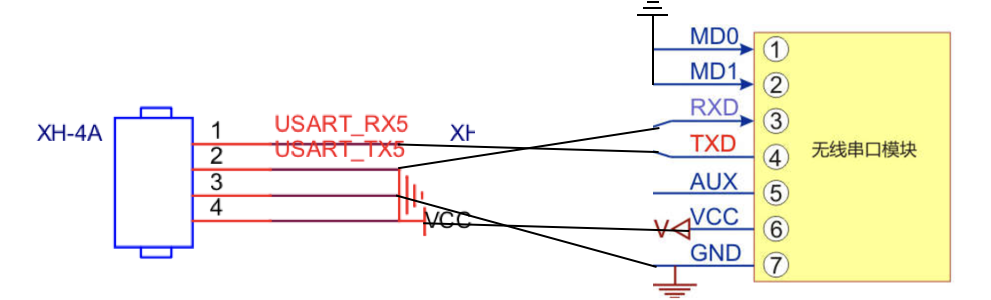 XH-4A
1
USART_RX5
2
USART_TX5
3
4
VCC
XH
MD0
1
MD1
2
RXD
3
TXD
4
AUX
5
V
VCC
6
GND
7
无线串口模块